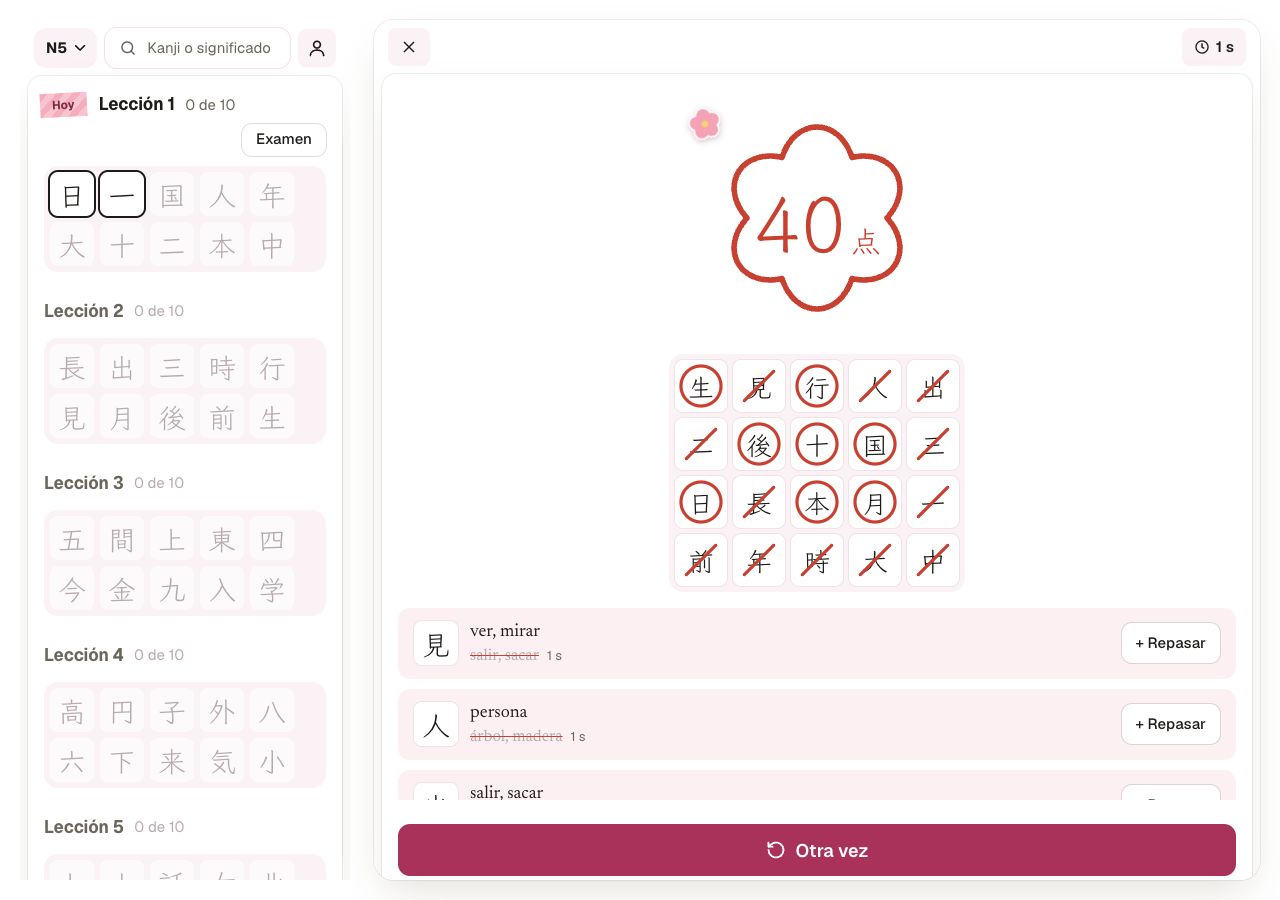 N5
Kanji o significado
Hoy
Lección 1
0 de 10
Examen
日 一 国 人 年
大 十 二 本 中
Lección 2
0 de 10
長 出 三 時 行
見 月 後 前 生
Lección 3
0 de 10
五 間 上 東 四
今 金 九 入 学
Lección 4
0 de 10
高 円 子 外 八
六 下 来 気 小
Lección 5
0 de 10
1 s
40点
生 見 行 人 出
二 後 十 国 三
日 長 本 月 一
前 年 時 大 中
見
ver, mirar
salir, sacar 1 s
+ Repasar
人
persona
árbol, madera 1 s
+ Repasar
salir, sacar
Otra vez